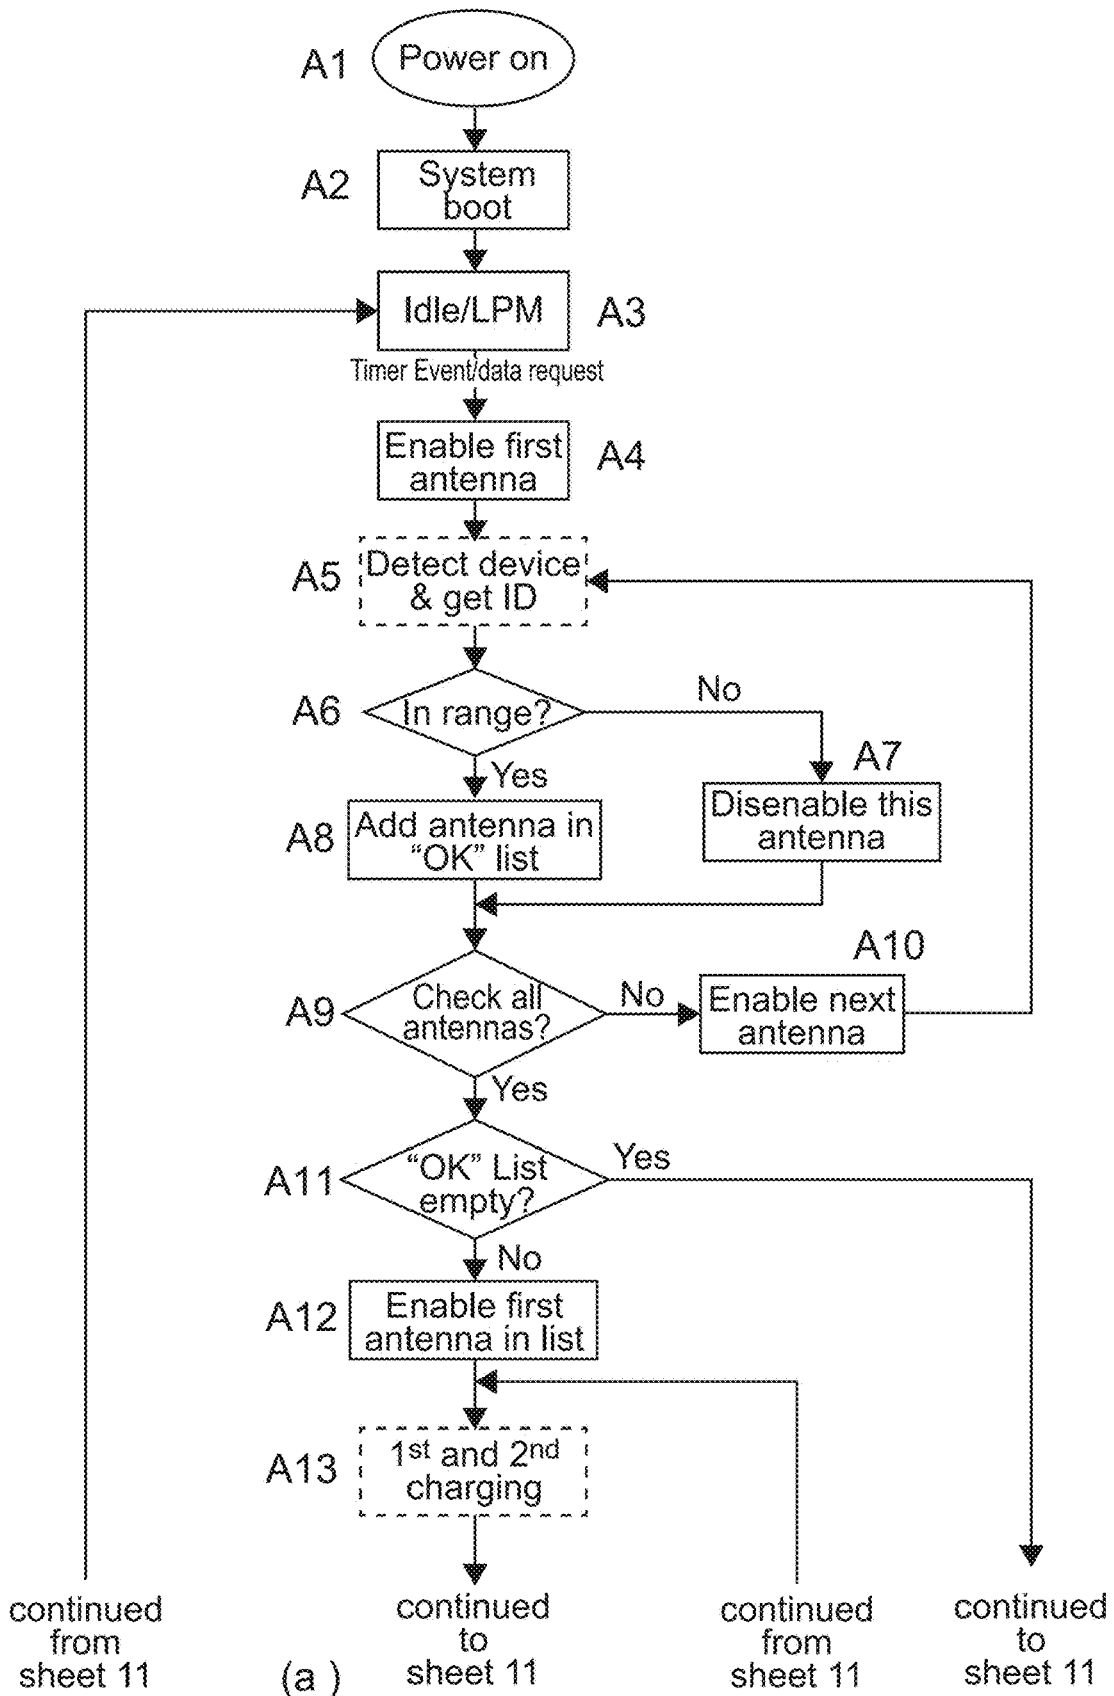 A1
Power on
A2
System
boot
Idle/LPM
A3
Timer Event/data request
Enable first
antenna
A4
A5
Detect device
& get ID
A6
In range?
No
Yes
A7
Disenable this
antenna
A8
Add antenna in
“OK” list
A9
Check all
antennas?
No
A10
Enable next
antenna
Yes
A11
“OK” List
empty?
Yes
No
A12
Enable first
antenna in list
A13
1st and 2nd
charging
continued
from
sheet 11
(a )
continued
to
sheet 11
continued
from
sheet 11
continued
to
sheet 11